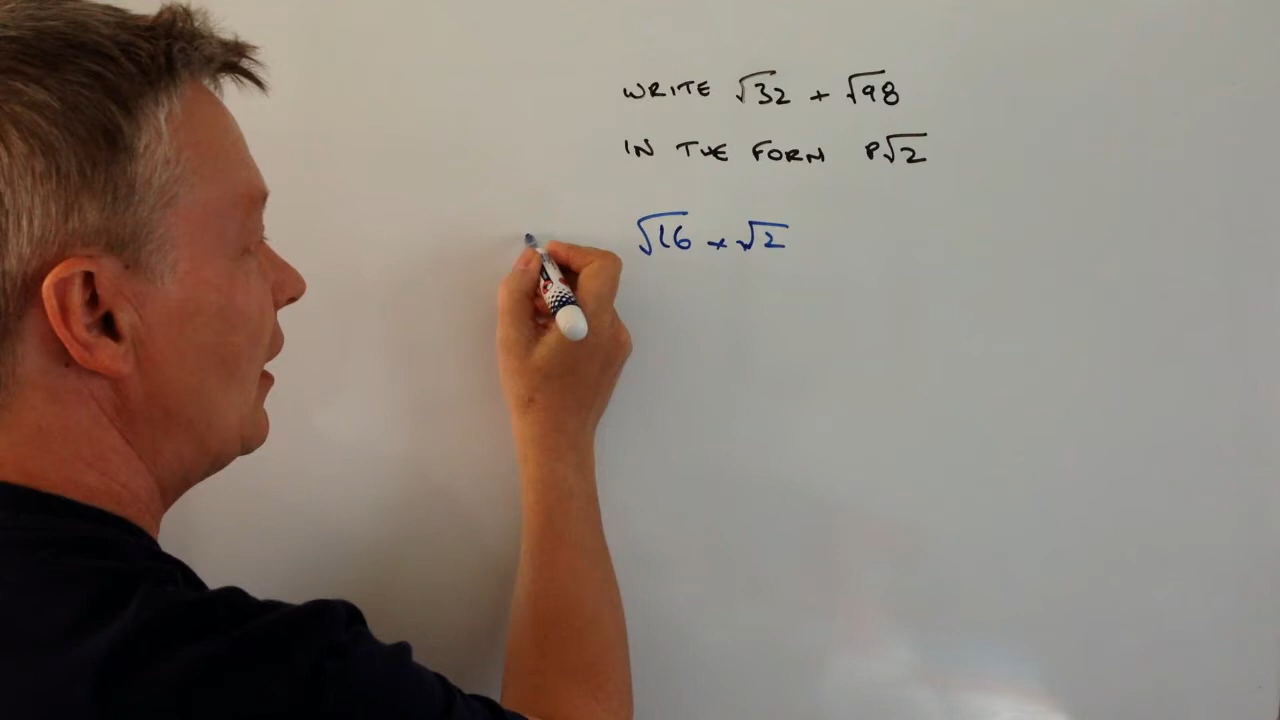 WRITE √32 + √98
IN THE FORM P√2
√16 × √2